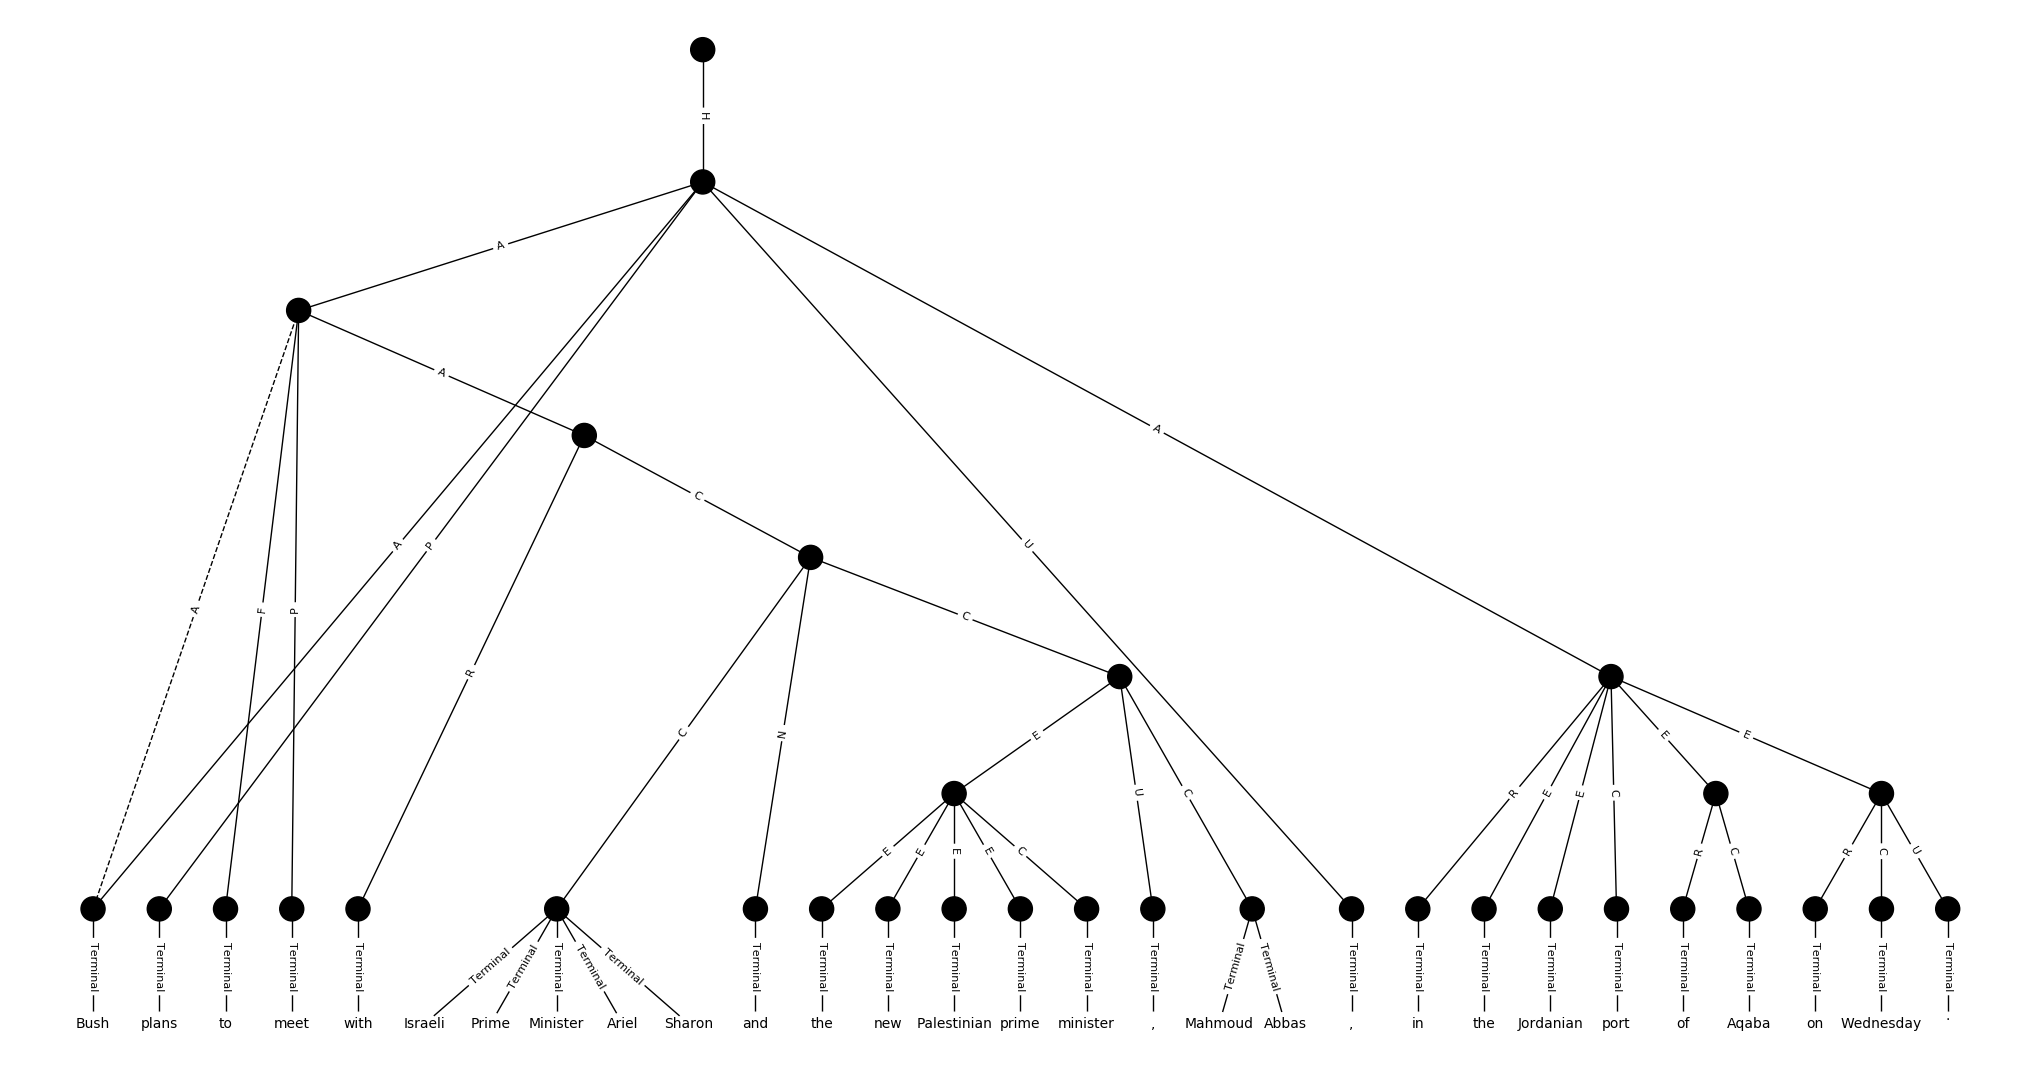 H
A
A
A
C
A
P
U
C
A
F
P
R
C
N
E
R
E
E
C
E
E
E
U
C
E
E
E
E
C
R
C
R
C
U
Terminal Terminal Terminal Terminal Terminal Terminal Terminal Terminal Terminal Terminal Terminal Terminal Terminal Terminal Terminal Terminal Terminal Terminal Terminal Terminal Terminal Terminal Terminal Terminal Terminal Terminal Terminal Terminal Terminal
Bush plans to meet with Israeli Prime Minister Ariel Sharon and the new Palestinian prime minister , Mahmoud Abbas , in the Jordanian port of Aqaba on Wednesday .